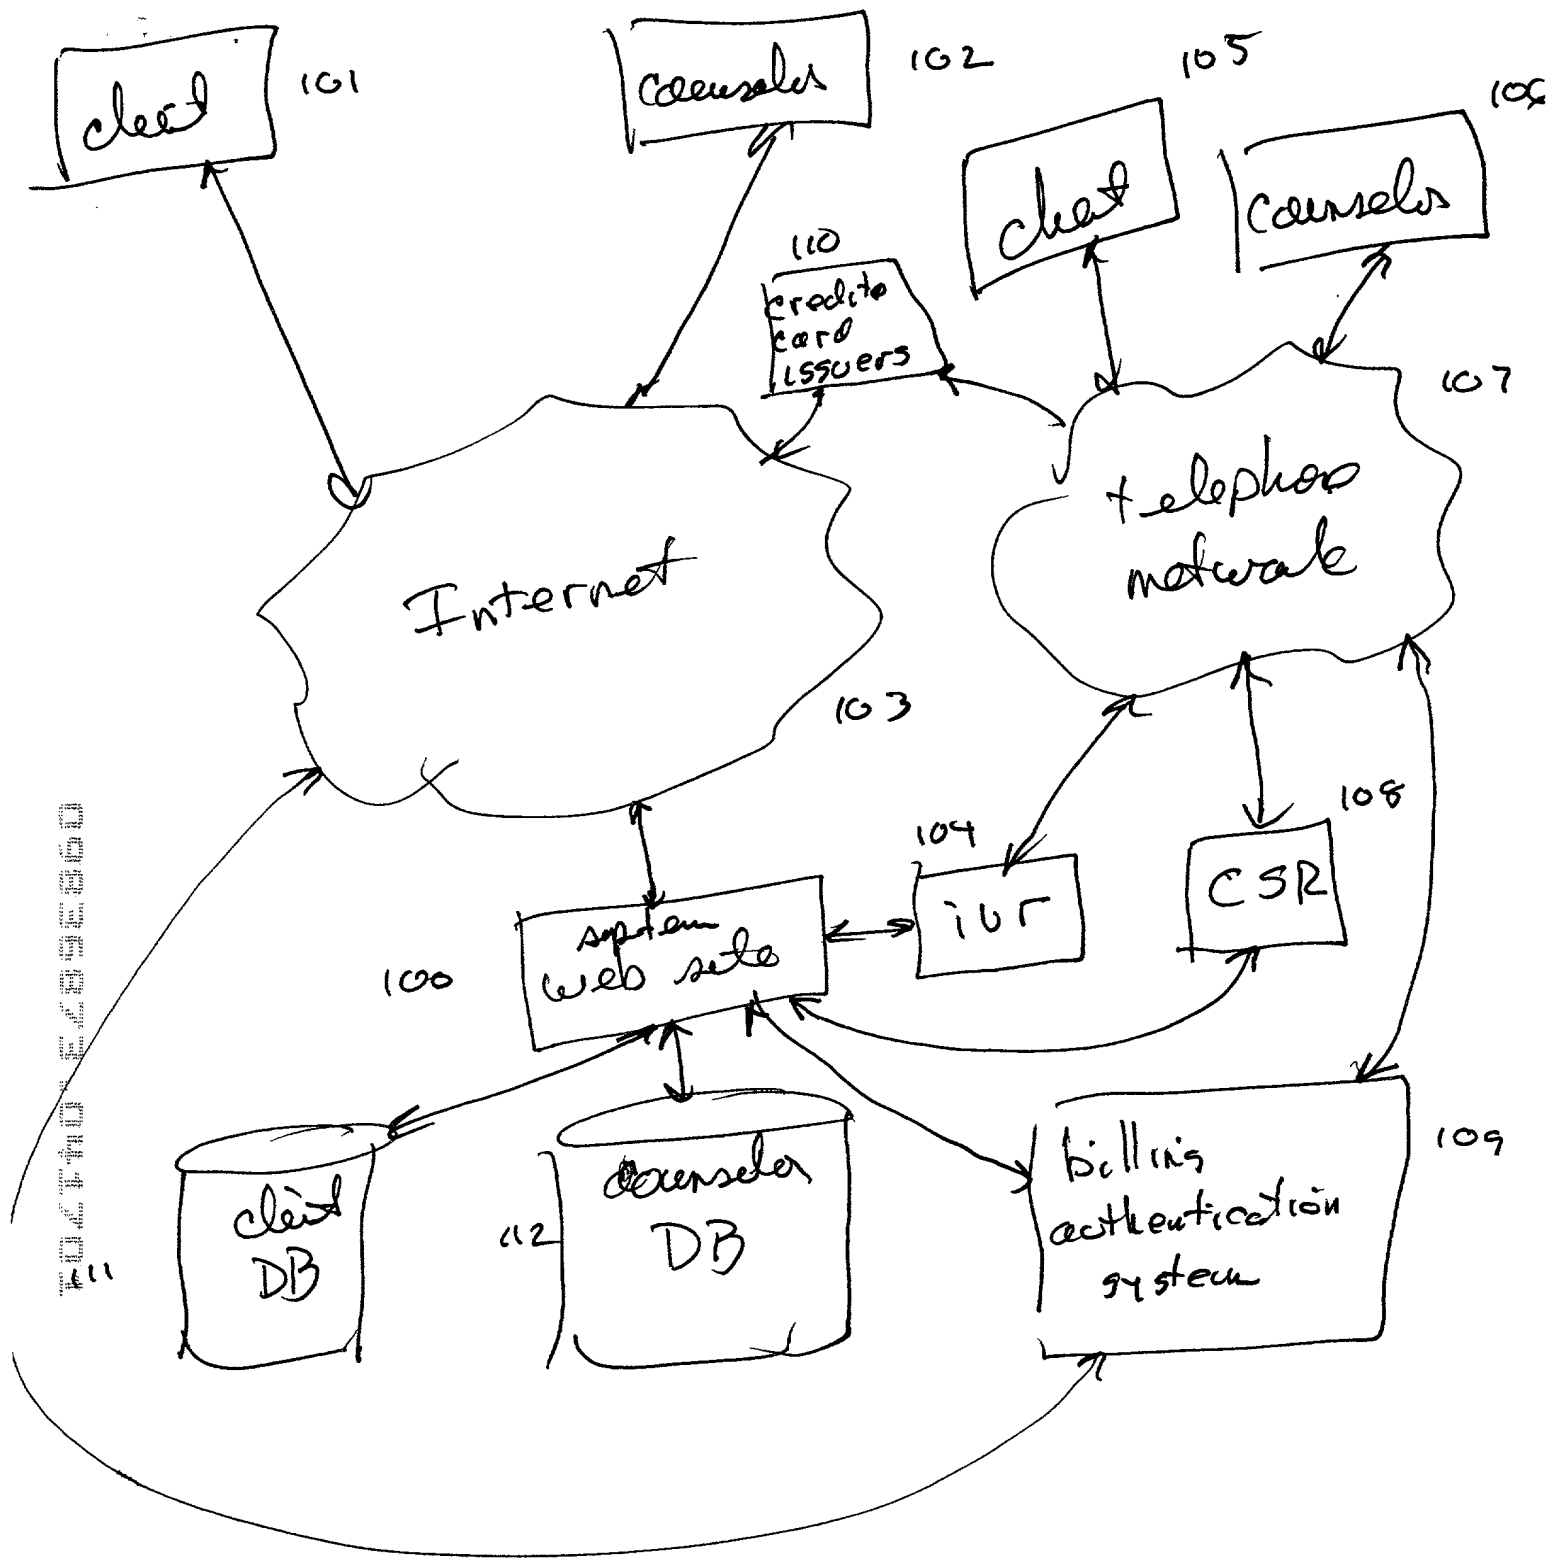 client
101
counselor
102
105
106
client
counselor
110
credit
card
issuers
107
telephone
network
Internet
103
108
104
CSR
ivr
system
web site
100
109
billing
authentication
system
counselor
DB
112
client
DB
111